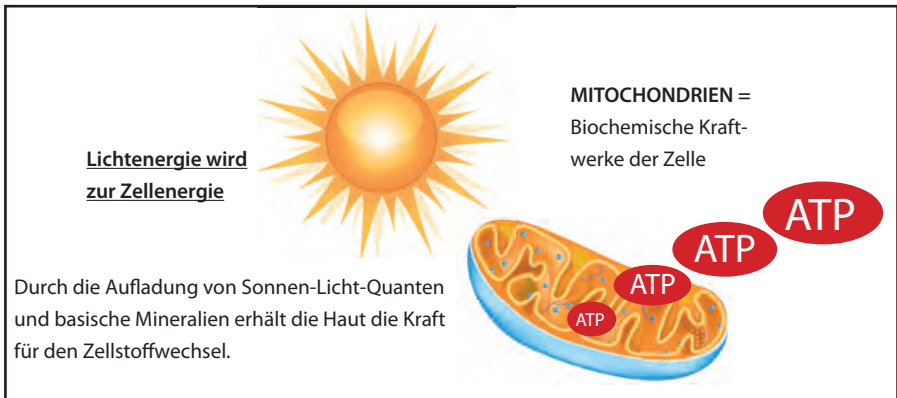 Lichtenergie wird
zur Zellenergie
MITOCHONDRIEN =
Biochemische Kraft-
werke der Zelle
ATP
ATP
ATP
ATP
Durch die Aufladung von Sonnen-Licht-Quanten
und basische Mineralien erhält die Haut die Kraft
für den Zellstoffwechsel.